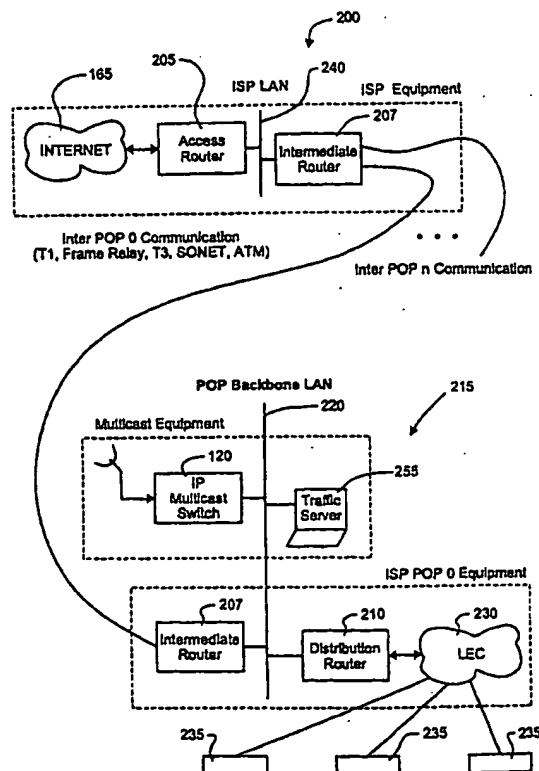 200
165
205
ISP LAN
240
ISP Equipment
207
INTERNET
Access
Router
Intermediate
Router
Inter POP 0 Communication
(T1, Frame Relay, T3, SONET, ATM)
Inter POP n Communication
POP Backbone LAN
220
215
Multicast Equipment
120
255
IP
Multicast
Switch
Traffic
Server
ISP POP 0 Equipment
207
210
230
Intermediate
Router
Distribution
Router
LEC
235
235
235